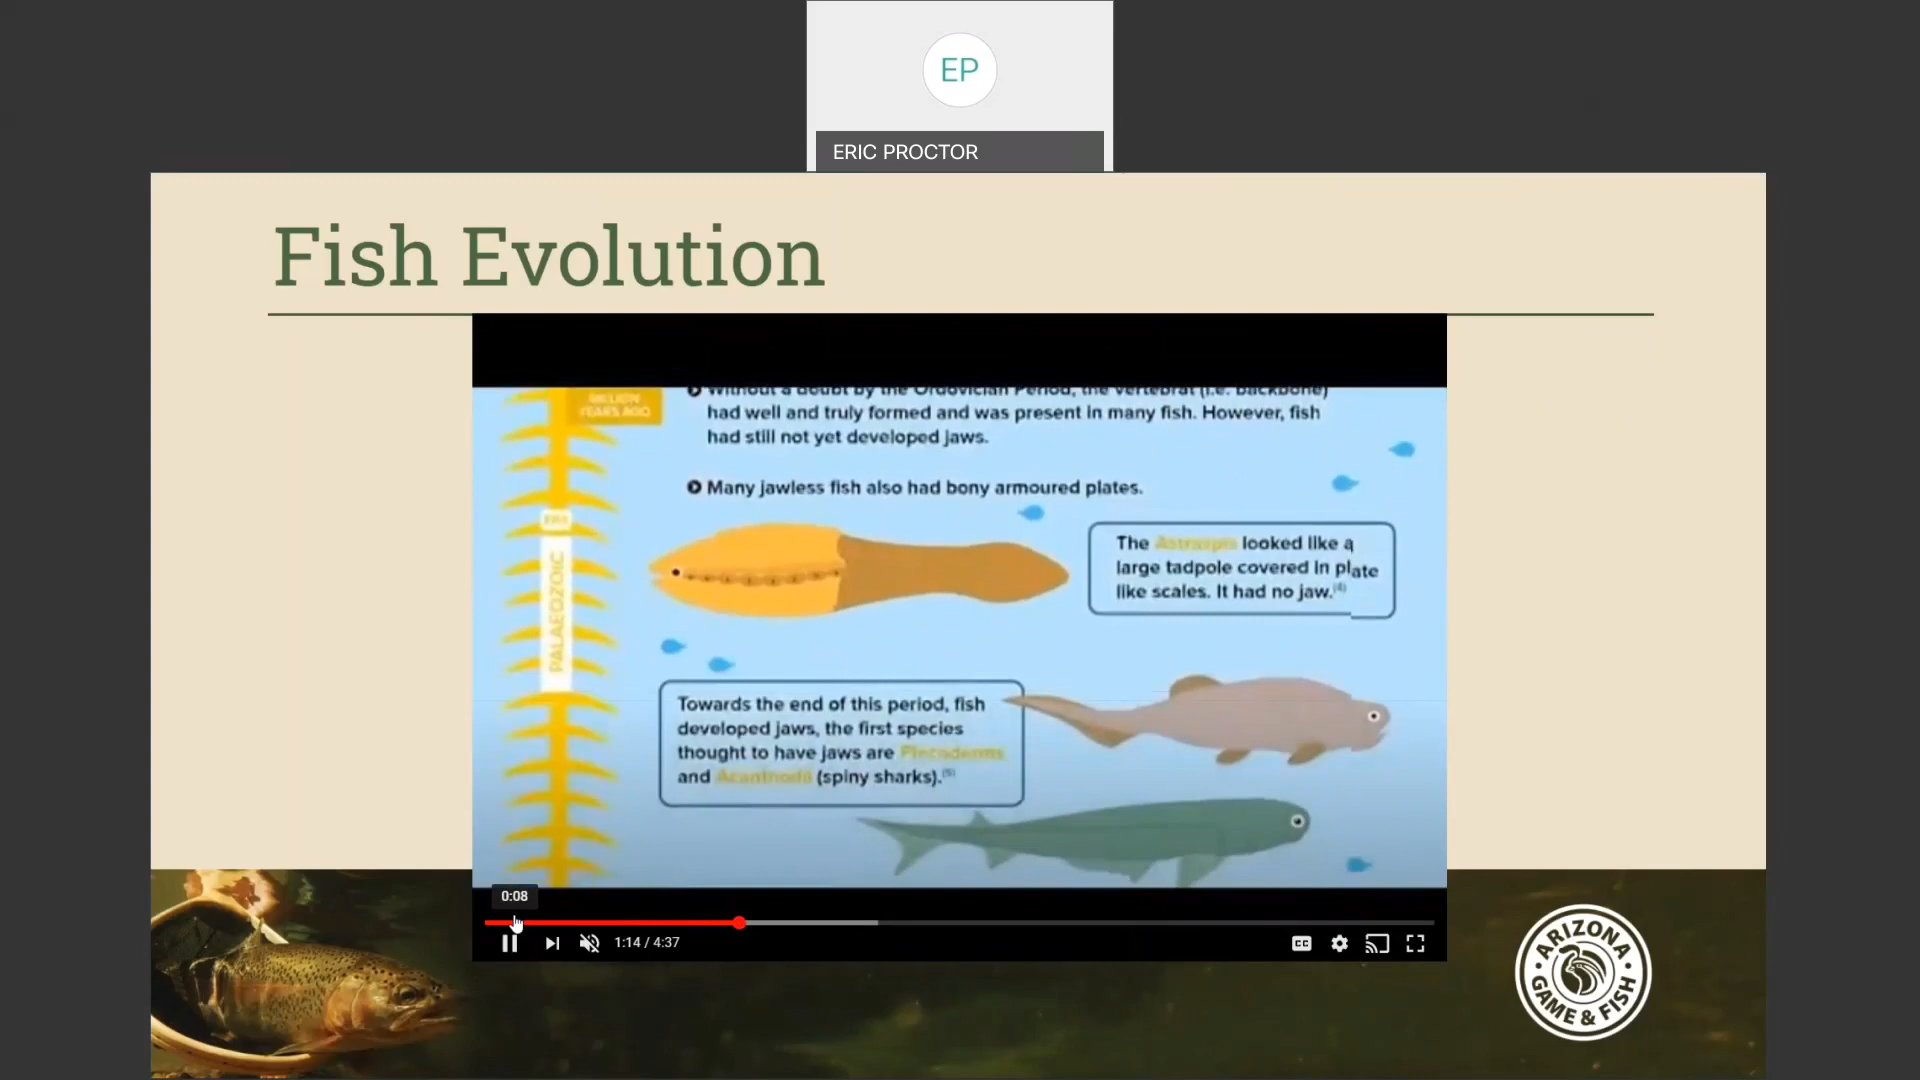 EP
ERIC PROCTOR
Fish Evolution
MILLION
YEARS AGO
Without a doubt by the Ordovician Period, the vertebrat (i.e. backbone)
had well and truly formed and was present in many fish. However, fish
had still not yet developed jaws.
Many jawless fish also had bony armoured plates.
ERA
PALAEOZOIC
The Astraspis looked like a
large tadpole covered in plate
like scales. It had no jaw.(4)
Towards the end of this period, fish
developed jaws, the first species
thought to have jaws are
and (spiny sharks).(5)
0:08
1:14 / 4:37
CC
ARIZONA
GAME & FISH